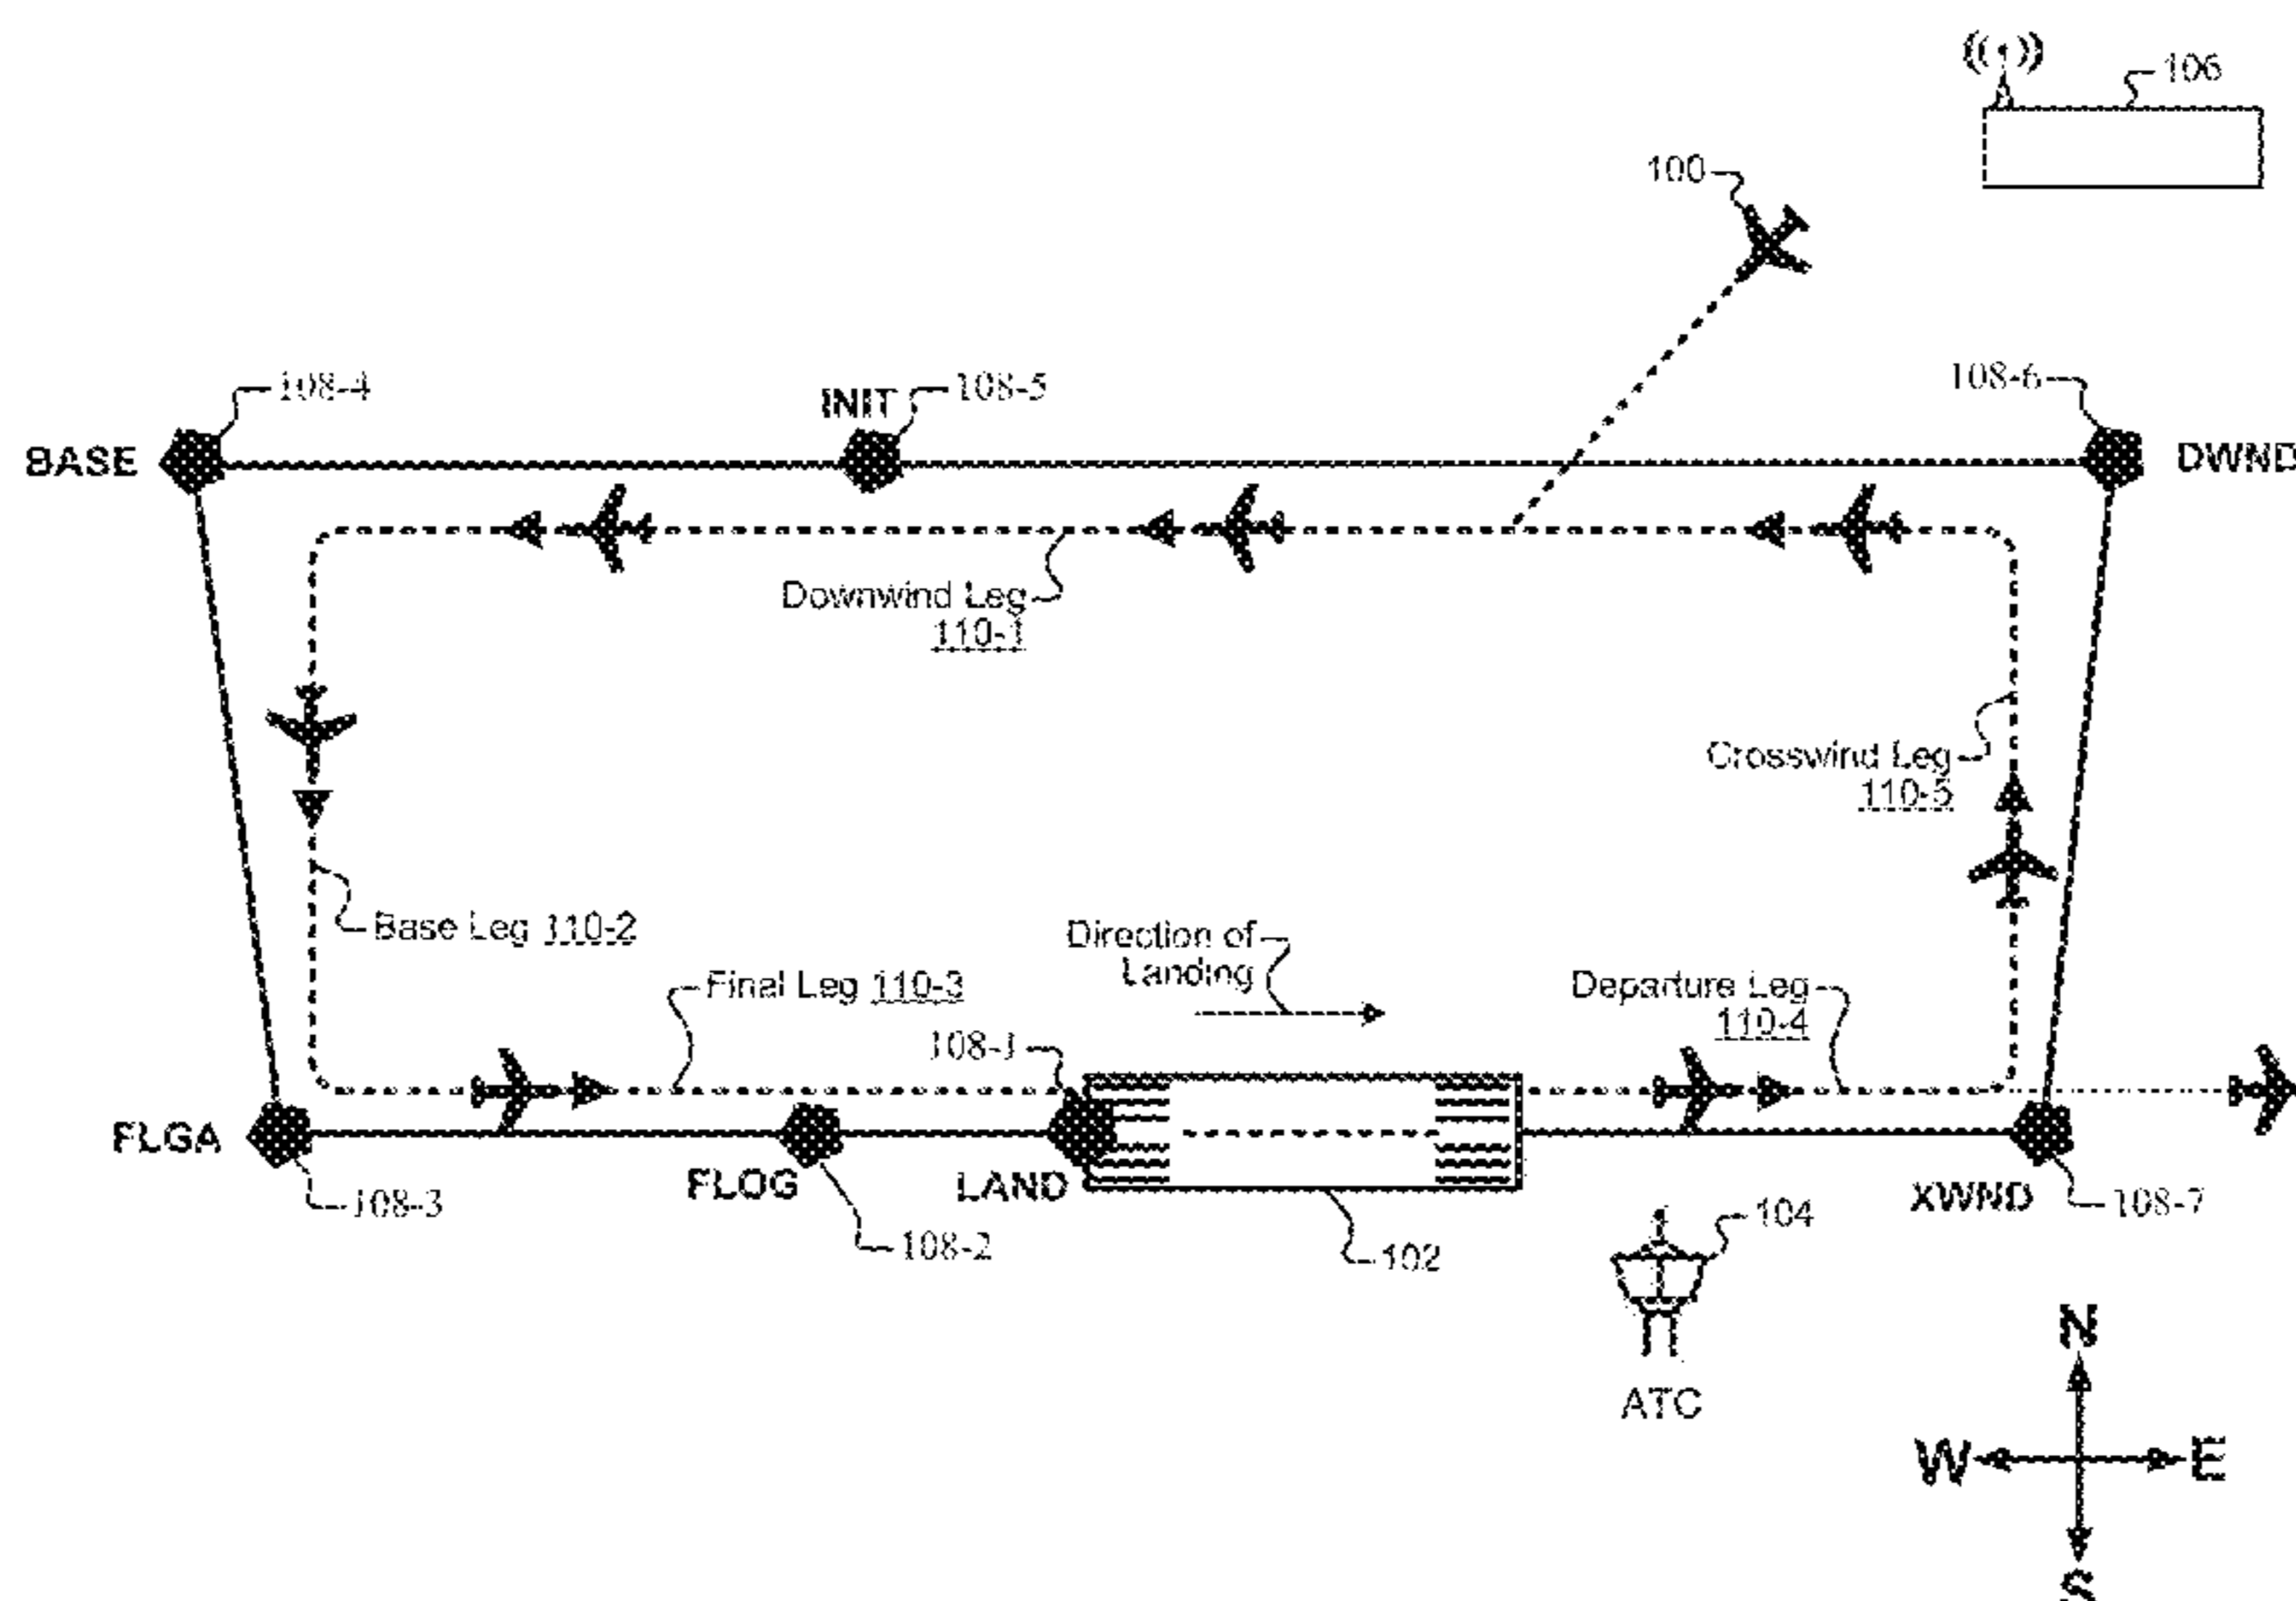 106
100
108-4
INIT
108-5
108-6
BASE
DWND
Downwind Leg
110-1
Crosswind Leg
110-5
Base Leg 110-2
Direction of
Landing
Final Leg 110-3
Departure Leg
110-4
108-1
FLGA
FLOG
LAND
XWND
108-3
108-2
102
104
108-7
ATC
N
W
E
S